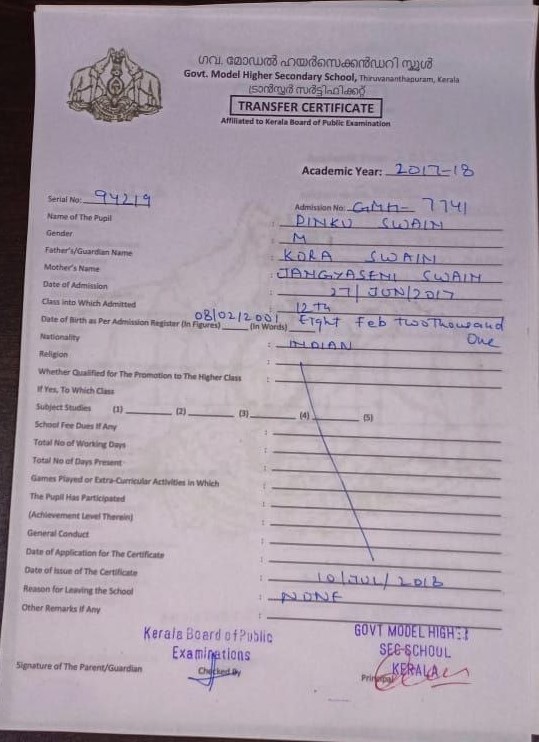 ഗവ. മോഡൽ ഹയർസെക്കൻഡറി സ്കൂൾ
Govt. Model Higher Secondary School, Thiruvananthapuram, Kerala
ട്രാൻസ്ഫർ സർട്ടിഫിക്കറ്റ്
TRANSFER CERTIFICATE
Affiliated to Kerala Board of Public Examination
Academic Year: 2017-18
Serial No: 94219 Admission No: GMH- 7741
Name of The Pupil : DINKU SWAIN
Gender : M
Father's/Guardian Name : KORA SWAIN
Mother's Name : JANGYASENI SWAIN
Date of Admission : 27/JUN/2017
Class into Which Admitted : 12th
Date of Birth as Per Admission Register (In Figures) 08/02/2001 (In Words) Eight Feb twoThousand One
Nationality : INDIAN
Religion :
Whether Qualified for The Promotion to The Higher Class :
If Yes, To Which Class
Subject Studies (1) (2) (3) (4) (5)
School Fee Dues If Any :
Total No of Working Days :
Total No of Days Present :
Games Played or Extra-Curricular Activities in Which :
The Pupil Has Participated :
(Achievement Level Therein) :
General Conduct :
Date of Application for The Certificate :
Date of Issue of The Certificate : 10/JUL/2018
Reason for Leaving the School : NONE
Other Remarks If Any :
Kerala Board of Public Examinations
GOVT MODEL HIGH
SEC SCHOOL
KERALA
Signature of The Parent/Guardian Checked By Principal